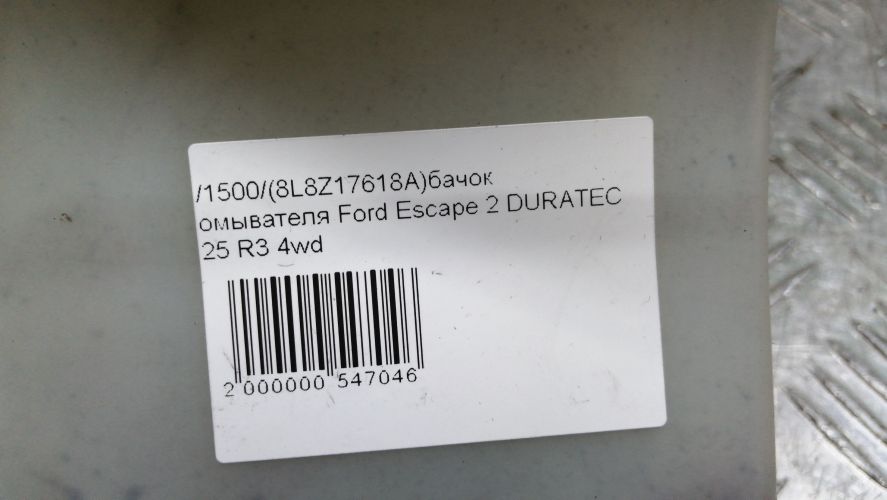 /1500/(8L8Z17618A)бачок
омывателя Ford Escape 2 DURATEC
25 R3 4wd
2 000000 547046